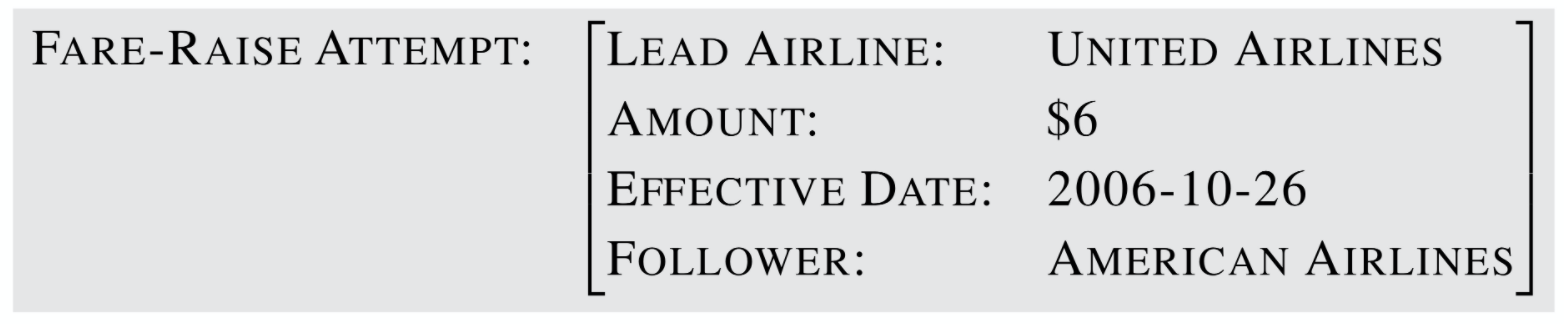 FARE-RAISE ATTEMPT: LEAD AIRLINE: UNITED AIRLINES
AMOUNT: $6
EFFECTIVE DATE: 2006-10-26
FOLLOWER: AMERICAN AIRLINES